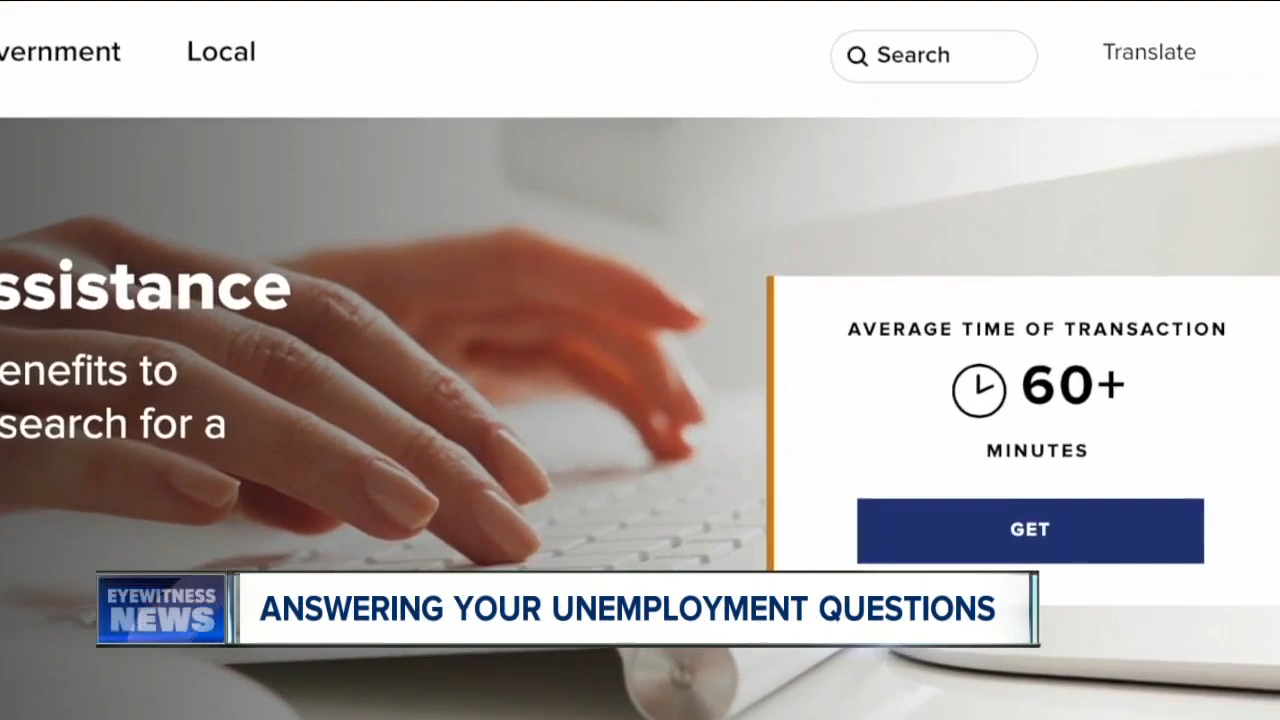 vernment
Local
Search
Translate
ssistance
enefits to
search for a
AVERAGE TIME OF TRANSACTION
60+
MINUTES
GET
EYEWITNESS
NEWS
ANSWERING YOUR UNEMPLOYMENT QUESTIONS